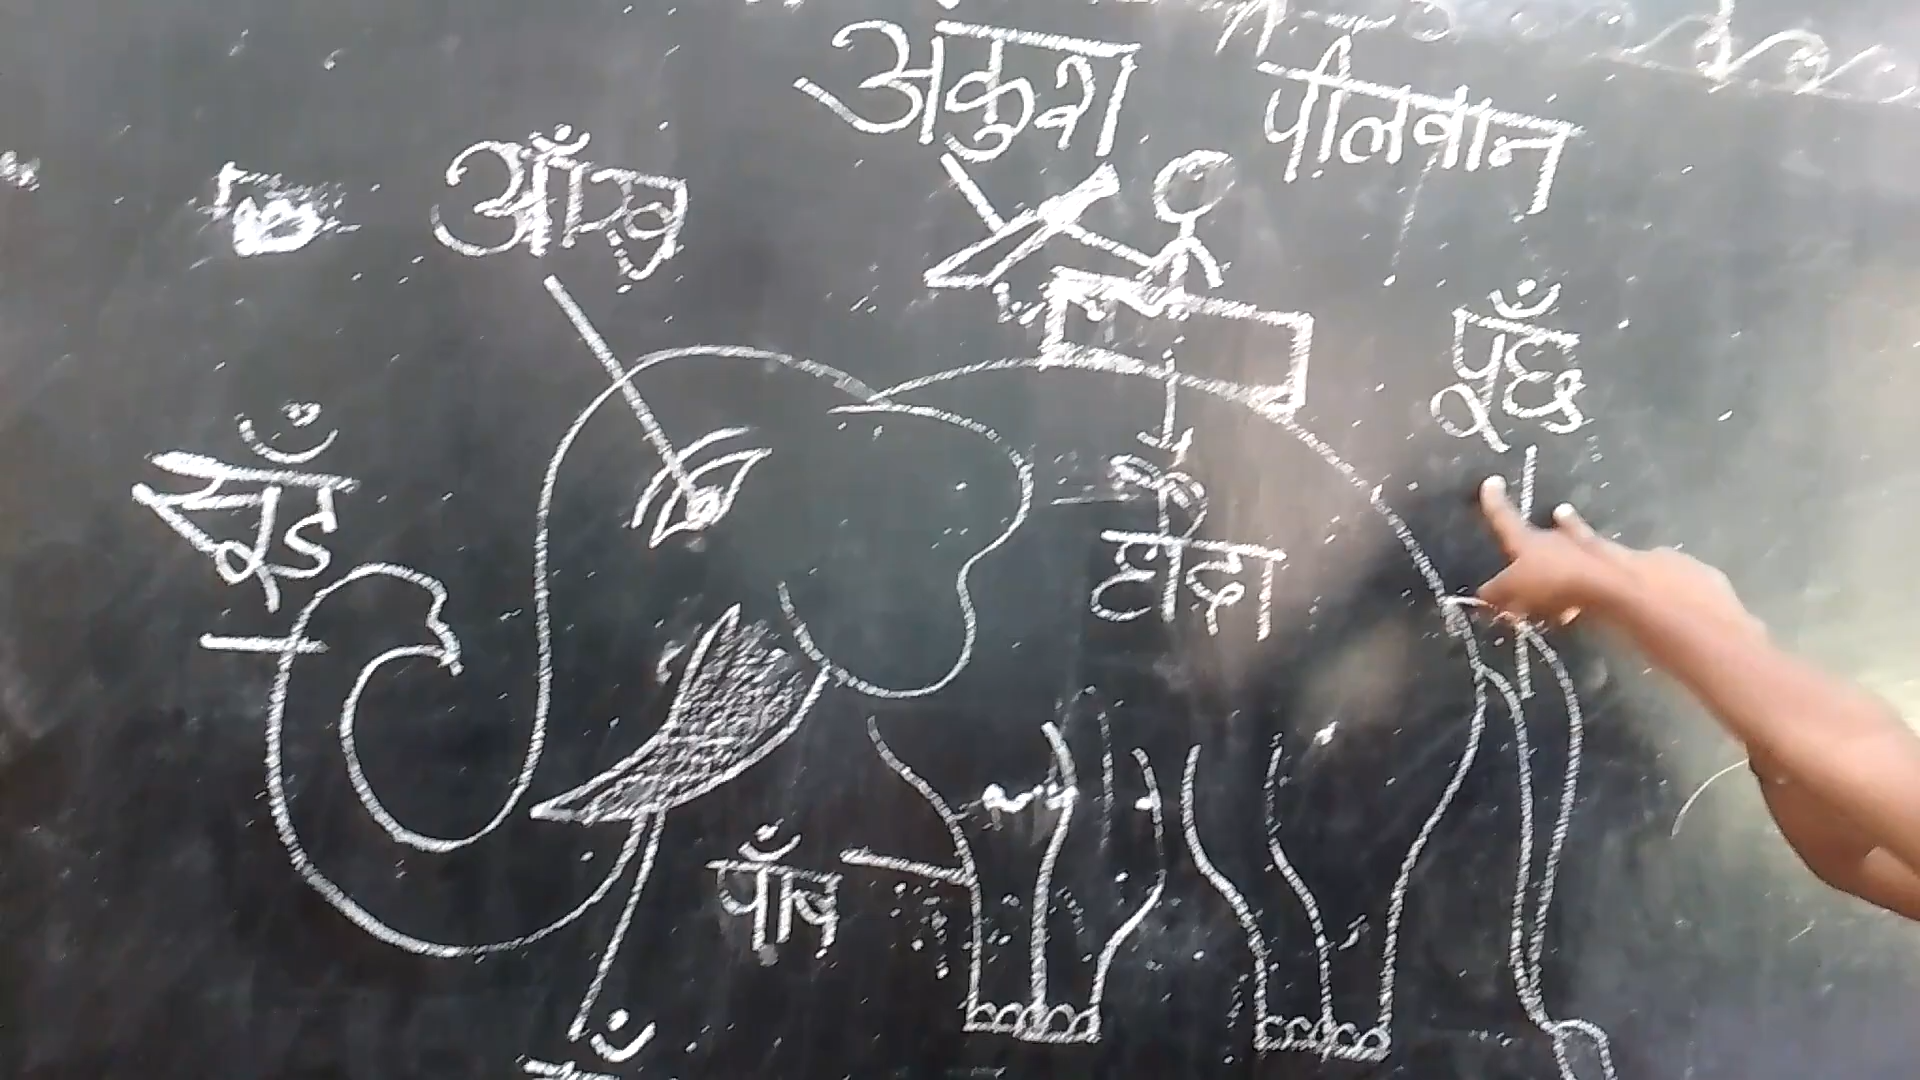 अंकुश
पीलवान
आँख
पूँछ
सूँड
हौदा
पाँव